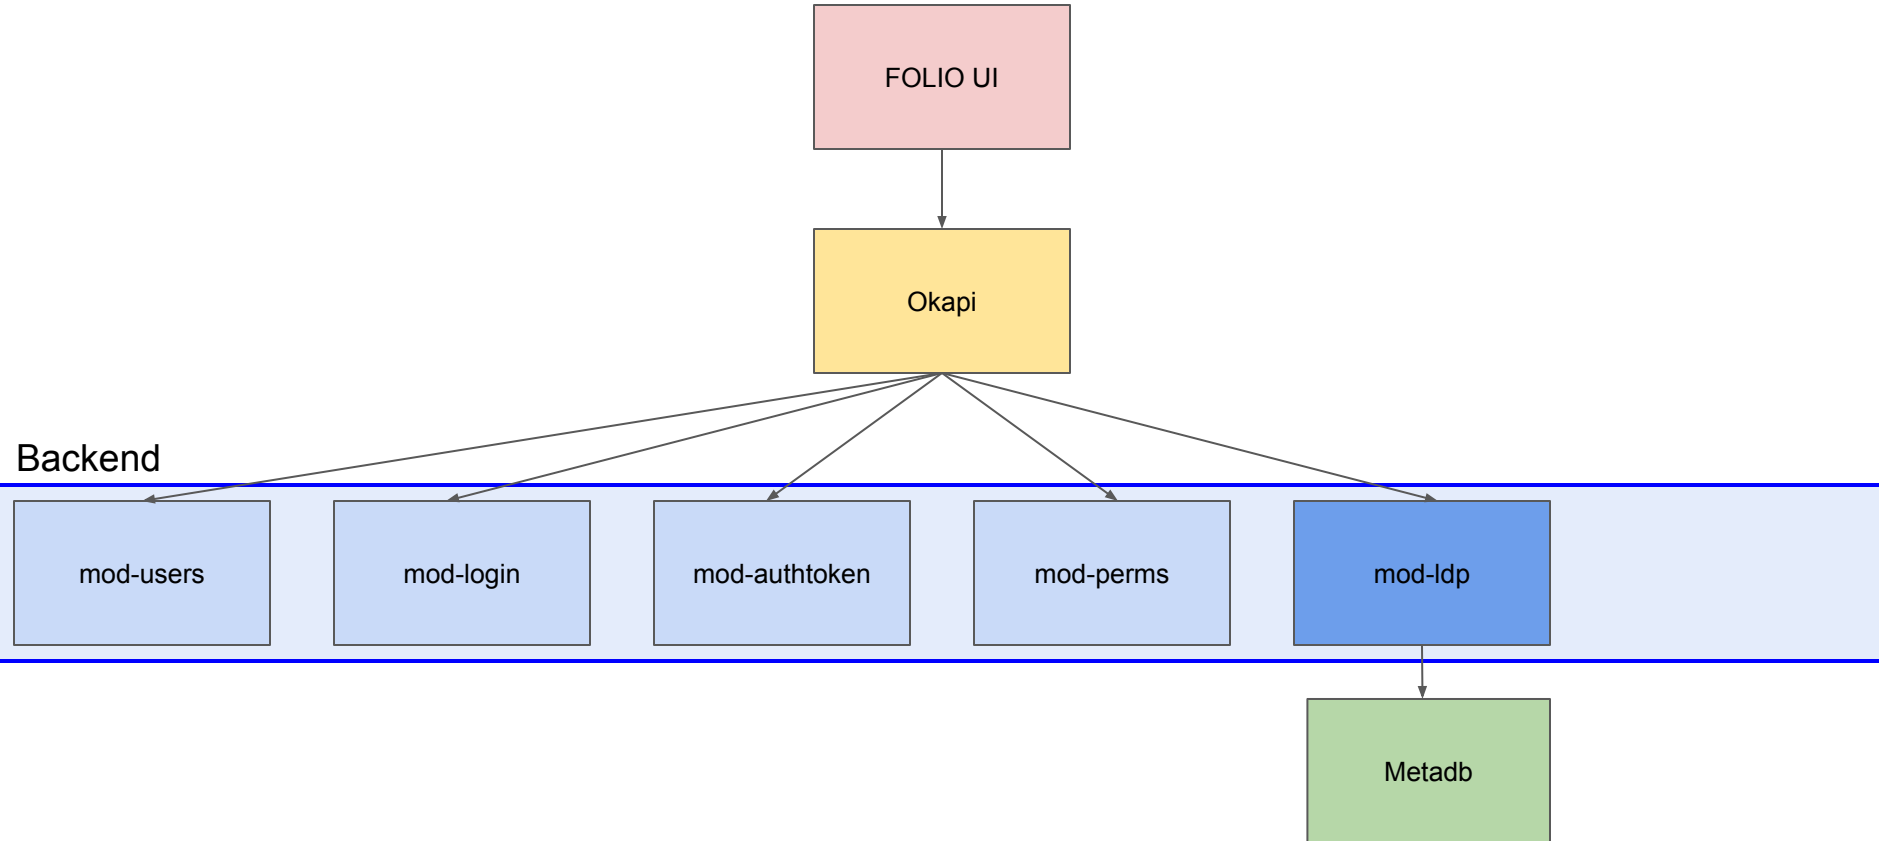 FOLIO UI
Okapi
Backend
mod-users
mod-login
mod-authtoken
mod-perms
mod-ldp
Metadb